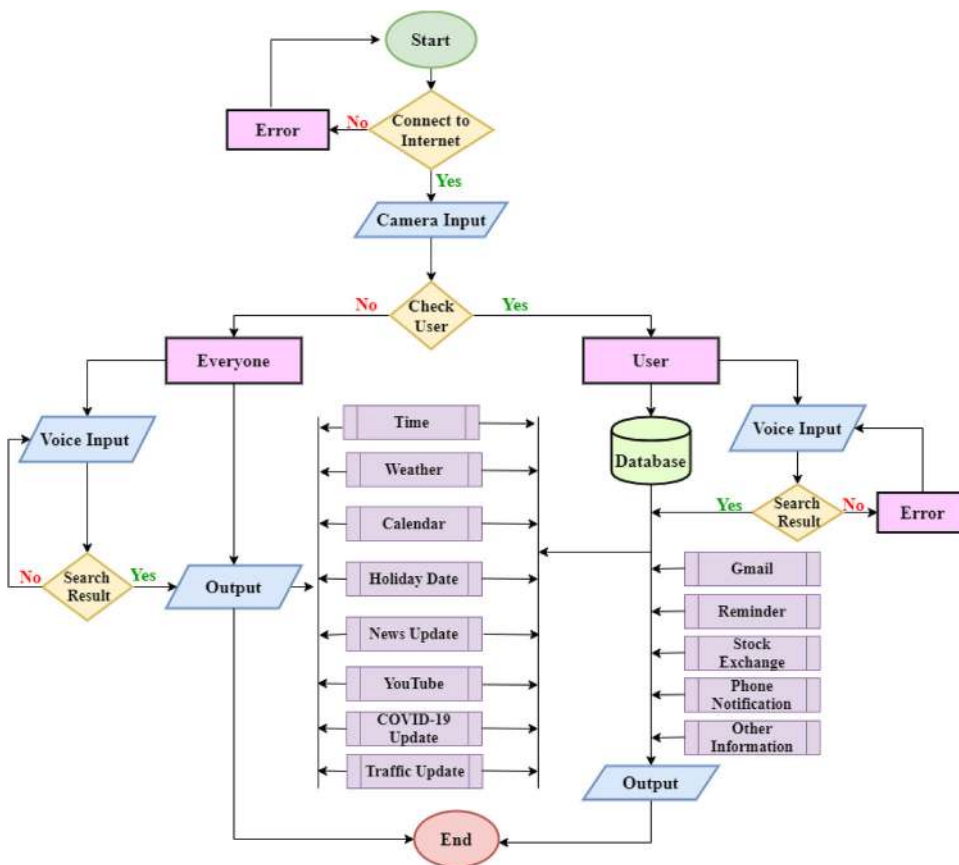 Start
Error
No
Connect to
Internet
Yes
Camera Input
No
Check
User
Yes
Everyone
User
Voice Input
Time
Database
Voice Input
Weather
Yes
Search
Result
No
Error
Calendar
No
Search
Result
Yes
Output
Holiday Date
Gmail
News Update
Reminder
Stock
Exchange
YouTube
Phone
Notification
COVID-19
Update
Other
Information
Traffic Update
Output
End